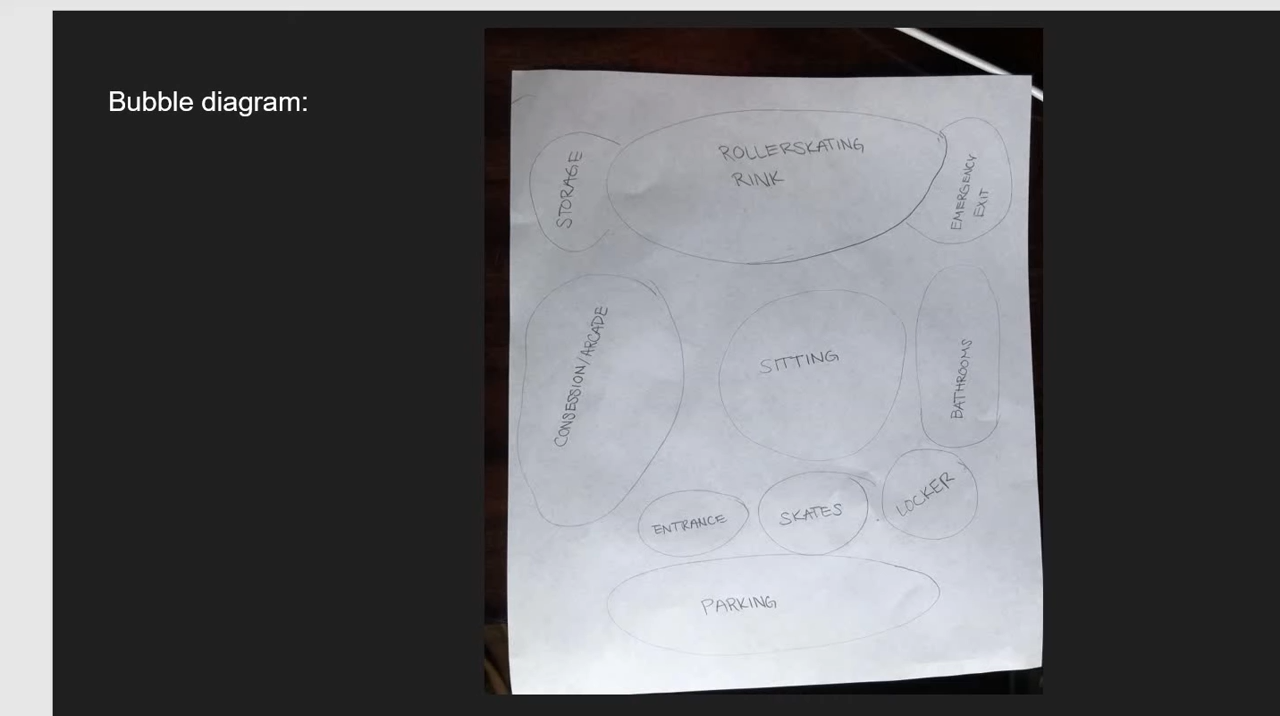 Bubble diagram:
ROLLERSKATING
RINK
STORAGE
EMERGENCY
EXIT
CONSESSION/ARCADE
SITTING
BATHROOMS
ENTRANCE
SKATES
LOCKER
PARKING